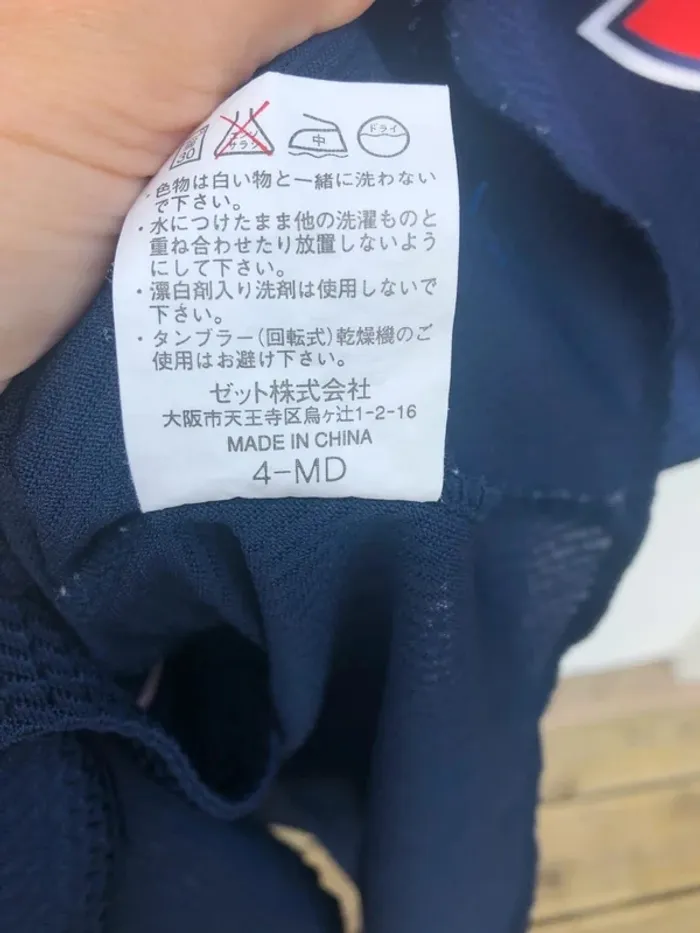 30 エンソサラシ 中 ドライ
・色物は白い物と一緒に洗わない
で下さい。
・水につけたまま他の洗濯ものと
重ね合わせたり放置しないよう
にして下さい。
・漂白剤入り洗剤は使用しないで
下さい。
・タンブラー(回転式)乾燥機のご
使用はお避け下さい。
ゼット株式会社
大阪市天王寺区烏ヶ辻1-2-16
MADE IN CHINA
4-MD